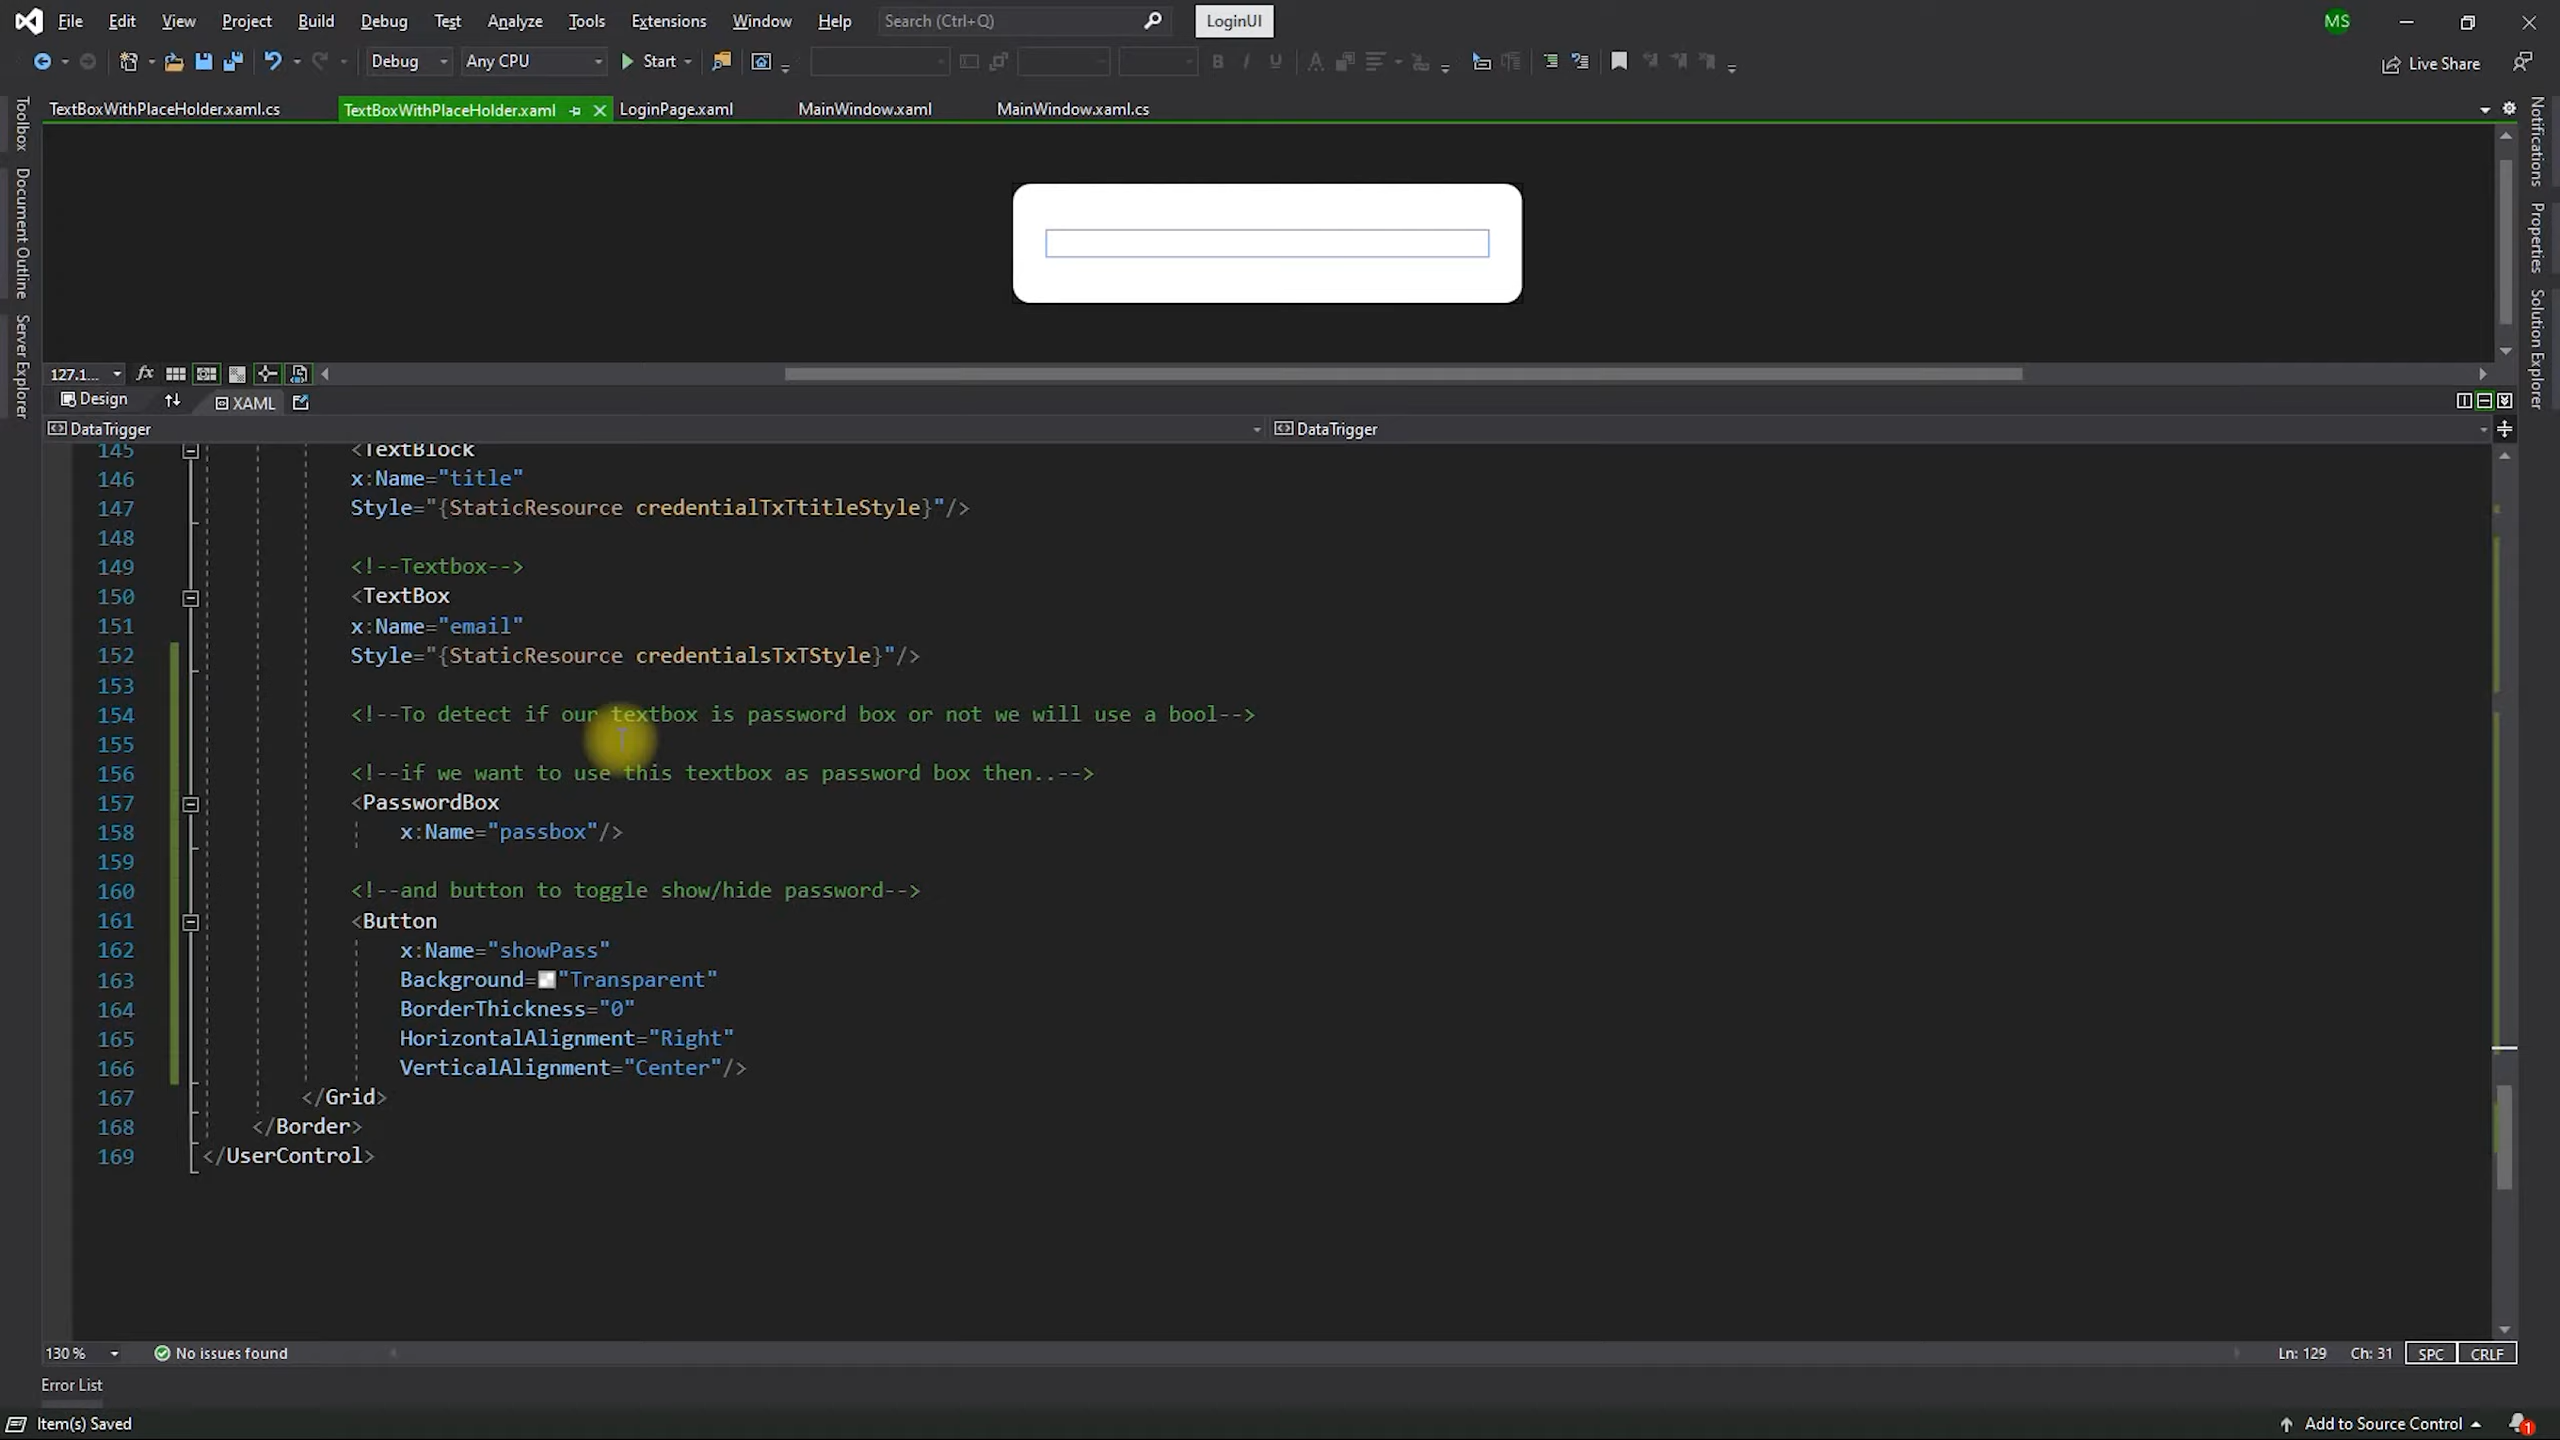 File Edit View Project Build Debug Test Analyze Tools Extensions Window Help Search (Ctrl+Q) LoginUI MS
Debug Any CPU Start Live Share
TextBoxWithPlaceHolder.xaml.cs TextBoxWithPlaceHolder.xaml LoginPage.xaml MainWindow.xaml MainWindow.xaml.cs
Toolbox
Document Outline
Server Explorer
Notifications
Properties
Solution Explorer
127.1... fx
Design XAML
DataTrigger DataTrigger
145 <TextBlock
146 x:Name="title"
147 Style="{StaticResource credentialTxTtitleStyle}"/>
148
149 <!--Textbox-->
150 <TextBox
151 x:Name="email"
152 Style="{StaticResource credentialsTxTStyle}"/>
153
154 <!--To detect if our textbox is password box or not we will use a bool-->
155
156 <!--if we want to use this textbox as password box then..-->
157 <PasswordBox
158 x:Name="passbox"/>
159
160 <!--and button to toggle show/hide password-->
161 <Button
162 x:Name="showPass"
163 Background="Transparent"
164 BorderThickness="0"
165 HorizontalAlignment="Right"
166 VerticalAlignment="Center"/>
167 </Grid>
168 </Border>
169 </UserControl>
130 % No issues found Ln: 129 Ch: 31 SPC CRLF
Error List
Item(s) Saved Add to Source Control 1